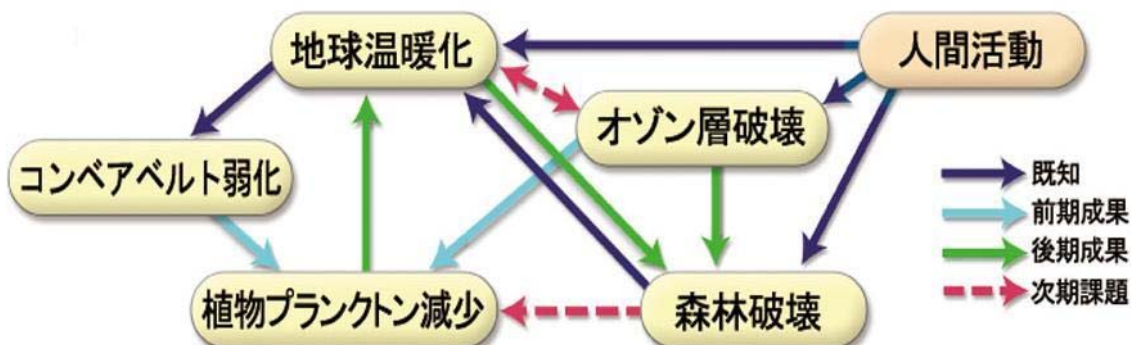 地球温暖化
人間活動
オゾン層破壊
コンベアベルト弱化
植物プランクトン減少
森林破壊
既知
前期成果
後期成果
次期課題